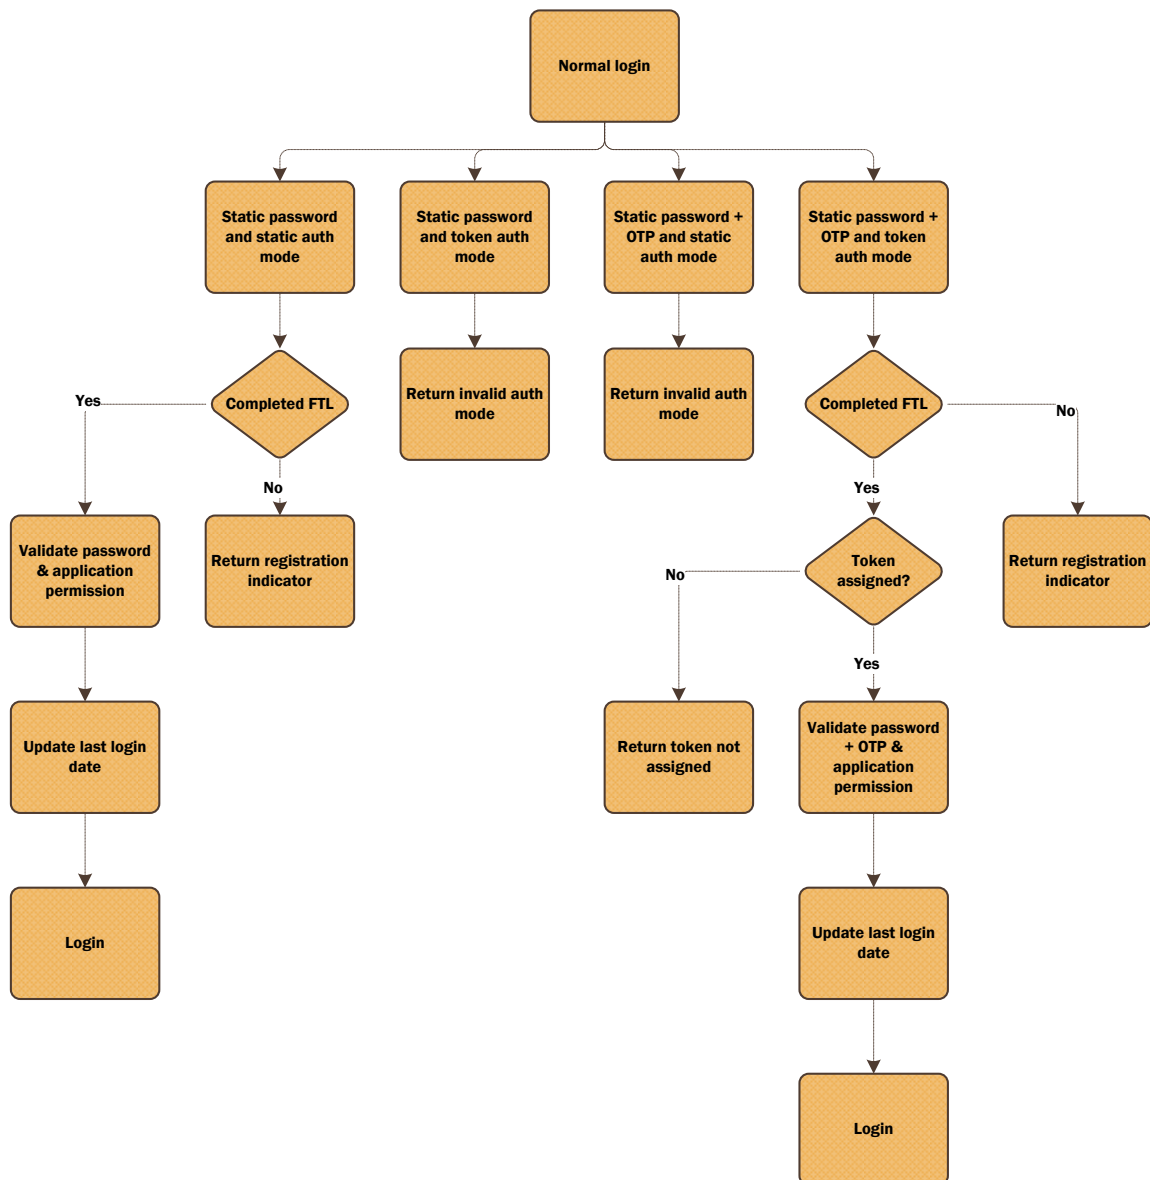 Normal login
Static password
and static auth
mode
Static password
and token auth
mode
Static password +
OTP and static
auth mode
Static password +
OTP and token
auth mode
Yes
Completed FTL
Return invalid auth
mode
Return invalid auth
mode
Completed FTL
No
No
Yes
Validate password
& application
permission
Return registration
indicator
No
Token
assigned?
Return registration
indicator
Yes
Update last login
date
Return token not
assigned
Validate password
+ OTP &
application
permission
Login
Update last login
date
Login